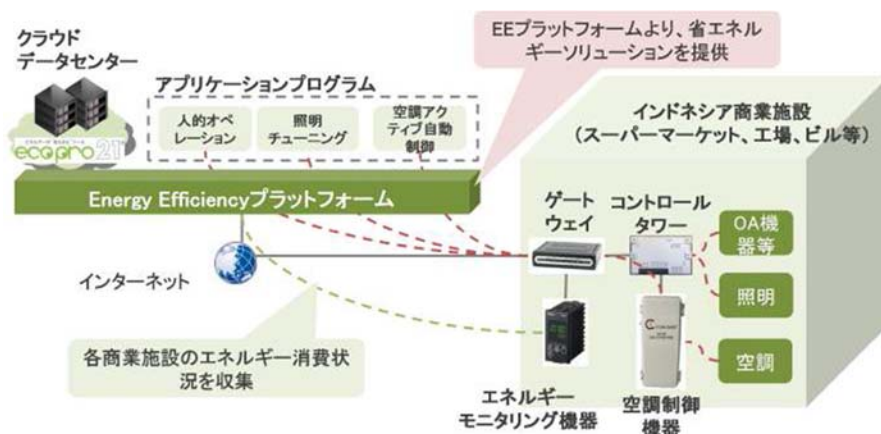 EEプラットフォームより、省エネル
ギーソリューションを提供
クラウド
データセンター
アプリケーションプログラム
人的オペ
レーション
照明
チューニング
空調アク
ティブ自動
制御
ecopro21
Energy Efficiencyプラットフォーム
インドネシア商業施設
(スーパーマーケット、工場、ビル等)
ゲート
ウェイ
コントロール
タワー
OA機
器等
照明
空調
インターネット
各商業施設のエネルギー消費状
況を収集
エネルギー
モニタリング機器
空調制御
機器